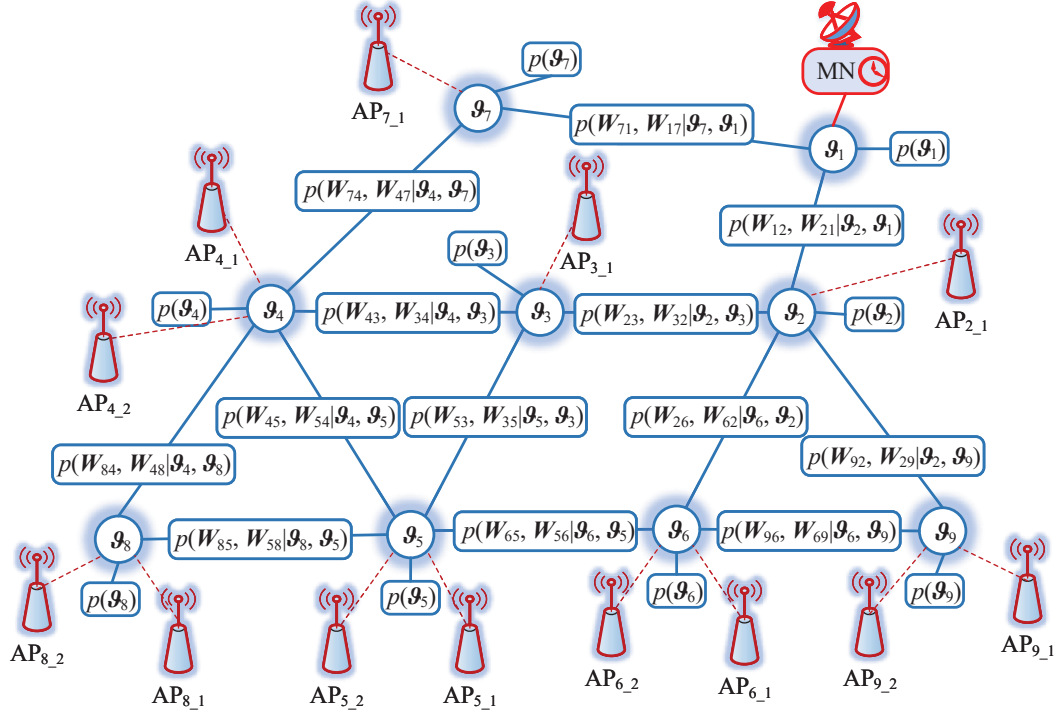 AP7_1
p(𝝑7)
MN
𝝑7
p(W71, W17|𝝑7, 𝝑1)
𝝑1
p(𝝑1)
p(W74, W47|𝝑4, 𝝑7)
AP4_1
p(W12, W21|𝝑2, 𝝑1)
p(𝝑3)
AP3_1
p(𝝑4)
𝝑4
p(W43, W34|𝝑4, 𝝑3)
𝝑3
p(W23, W32|𝝑2, 𝝑3)
𝝑2
p(𝝑2)
AP2_1
AP4_2
p(W45, W54|𝝑4, 𝝑5)
p(W53, W35|𝝑5, 𝝑3)
p(W26, W62|𝝑6, 𝝑2)
p(W84, W48|𝝑4, 𝝑8)
p(W92, W29|𝝑2, 𝝑9)
𝝑8
p(W85, W58|𝝑8, 𝝑5)
𝝑5
p(W65, W56|𝝑6, 𝝑5)
𝝑6
p(W96, W69|𝝑6, 𝝑9)
𝝑9
p(𝝑8)
p(𝝑5)
p(𝝑6)
p(𝝑9)
AP8_2
AP8_1
AP5_2
AP5_1
AP6_2
AP6_1
AP9_2
AP9_1